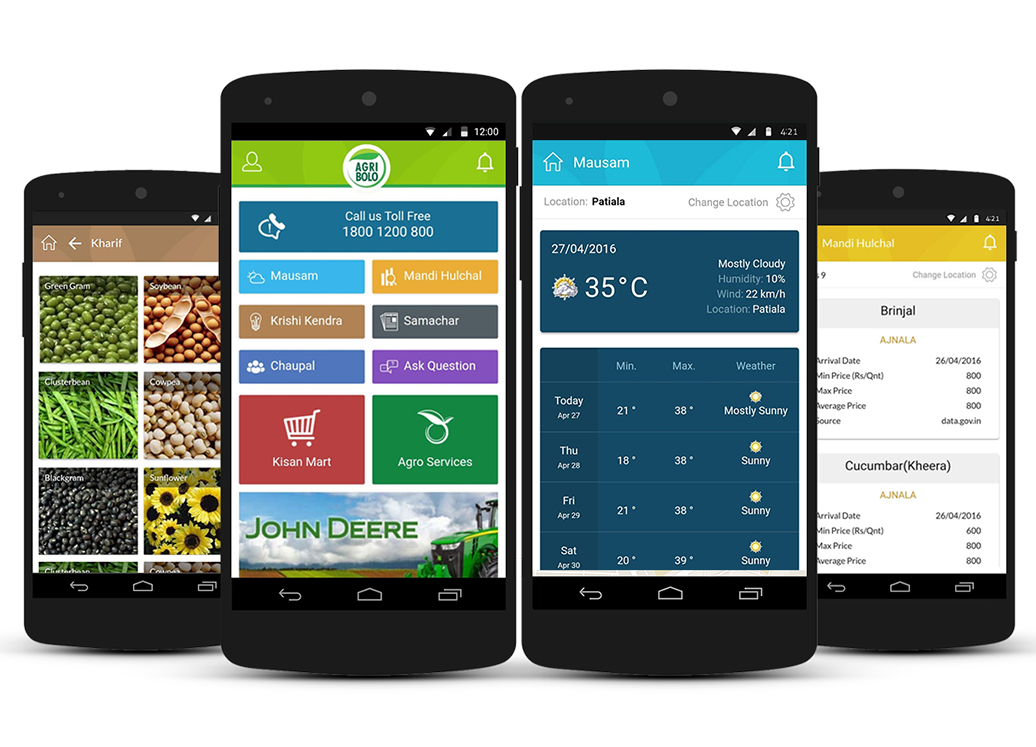 Kharif
Green Gram
Soybean
Clusterbean
Cowpea
Blackgram
Sunflower
Clusterbean
Cowpea
12:00
AGRI
BOLO
Call us Toll Free
1800 1200 800
Mausam
Mandi Hulchal
Krishi Kendra
Samachar
Chaupal
Ask Question
Kisan Mart
Agro Services
JOHN DEERE
4:21
Mausam
Location: Patiala
Change Location
27/04/2016
35°C
Mostly Cloudy
Humidity: 10%
Wind: 22 km/h
Location: Patiala
Min. Max. Weather
Today
Apr 27
21 ° 38 ° Mostly Sunny
Thu
Apr 28
18 ° 38 ° Sunny
Fri
Apr 29
21 ° 38 ° Sunny
Sat
Apr 30
20 ° 39 ° Sunny
4:21
Mandi Hulchal
9
Change Location
Brinjal
AJNALA
Arrival Date 26/04/2016
Min Price (Rs/Qnt) 800
Max Price 800
Average Price 800
Source data.gov.in
Cucumbar(Kheera)
AJNALA
Arrival Date 26/04/2016
Min Price (Rs/Qnt) 600
Max Price 800
Average Price 800